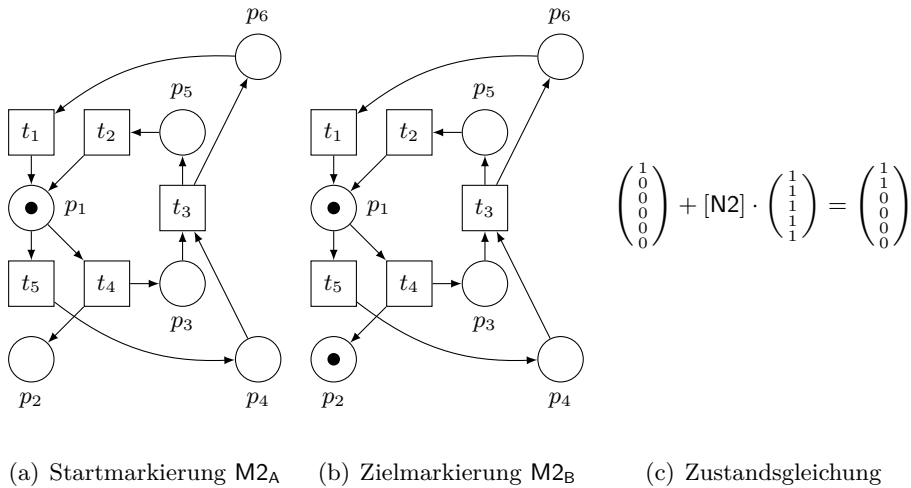 p6 p6
p5 p5
t1 t2 t1 t2
p1 t3 p1 t3
t5 t4 t5 t4
p3 p3
p2 p4 p2 p4
(1 0 0 0 0 0) + [N2] · (1 1 1 1 1) = (1 1 0 0 0 0)
(a) Startmarkierung M2A (b) Zielmarkierung M2B (c) Zustandsgleichung